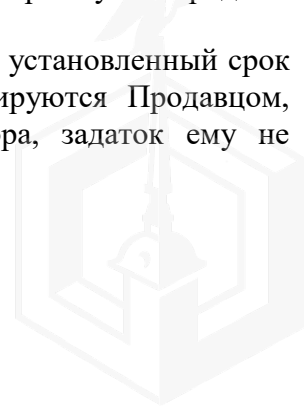 установленный срок
ируются Продавцом,
ра, задаток ему не